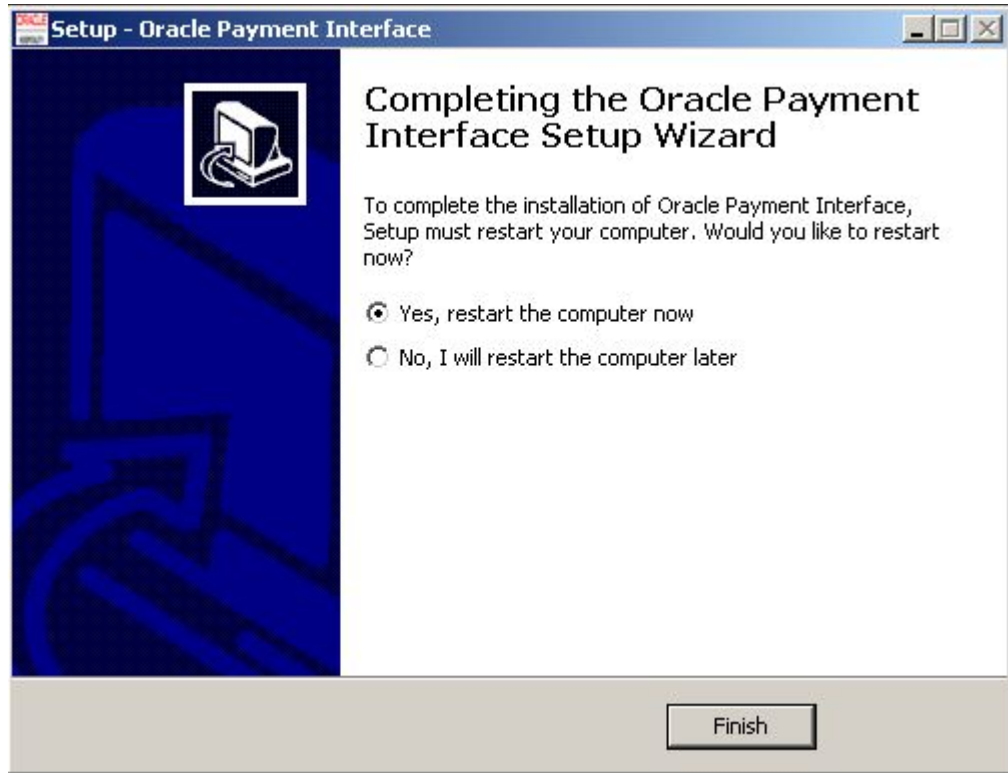 Setup - Oracle Payment Interface
Completing the Oracle Payment
Interface Setup Wizard
To complete the installation of Oracle Payment Interface,
Setup must restart your computer. Would you like to restart
now?
Yes, restart the computer now
No, I will restart the computer later
Finish